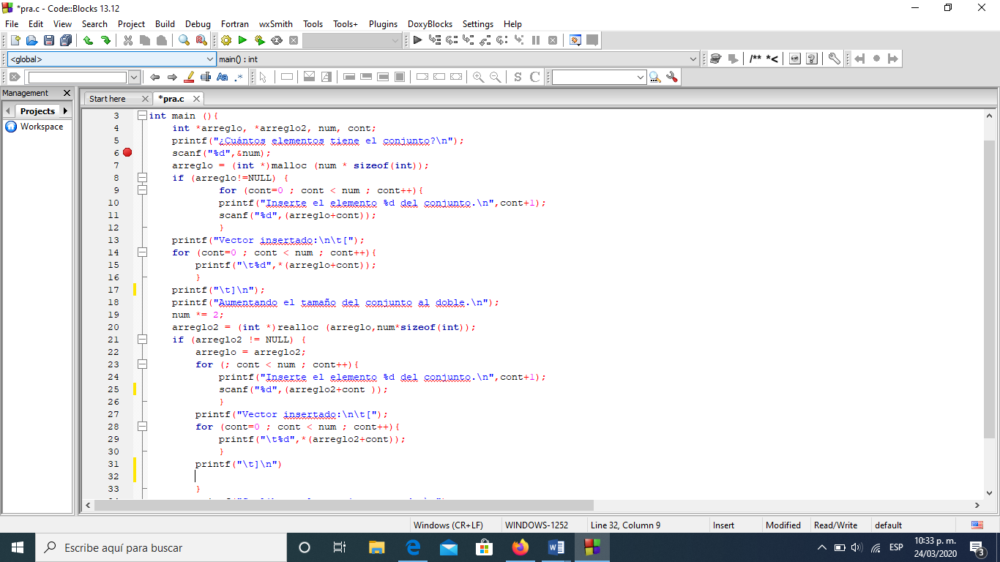 *pra.c - Code::Blocks 13.12
File Edit View Search Project Build Debug Fortran wxSmith Tools Tools+ Plugins DoxyBlocks Settings Help
<global> main() : int
/** *<
Aa .* S C
Management
Start here *pra.c
Projects
Workspace
3 int main (){
4 int *arreglo, *arreglo2, num, cont;
5 printf("¿Cuántos elementos tiene el conjunto?\n");
6 scanf("%d",&num);
7 arreglo = (int *)malloc (num * sizeof(int));
8 if (arreglo!=NULL) {
9 for (cont=0 ; cont < num ; cont++){
10 printf("Inserte el elemento %d del conjunto.\n",cont+1);
11 scanf("%d",(arreglo+cont));
12 }
13 printf("Vector insertado:\n\t[");
14 for (cont=0 ; cont < num ; cont++){
15 printf("\t%d",*(arreglo+cont));
16 }
17 printf("\t]\n");
18 printf("Aumentando el tamaño del conjunto al doble.\n");
19 num *= 2;
20 arreglo2 = (int *)realloc (arreglo,num*sizeof(int));
21 if (arreglo2 != NULL) {
22 arreglo = arreglo2;
23 for (; cont < num ; cont++){
24 printf("Inserte el elemento %d del conjunto.\n",cont+1);
25 scanf("%d",(arreglo2+cont ));
26 }
27 printf("Vector insertado:\n\t[");
28 for (cont=0 ; cont < num ; cont++){
29 printf("\t%d",*(arreglo2+cont));
30 }
31 printf("\t]\n")
32
33 }
Windows (CR+LF) WINDOWS-1252 Line 32, Column 9 Insert Modified Read/Write default
Escribe aquí para buscar
ESP
10:33 p. m.
24/03/2020
3